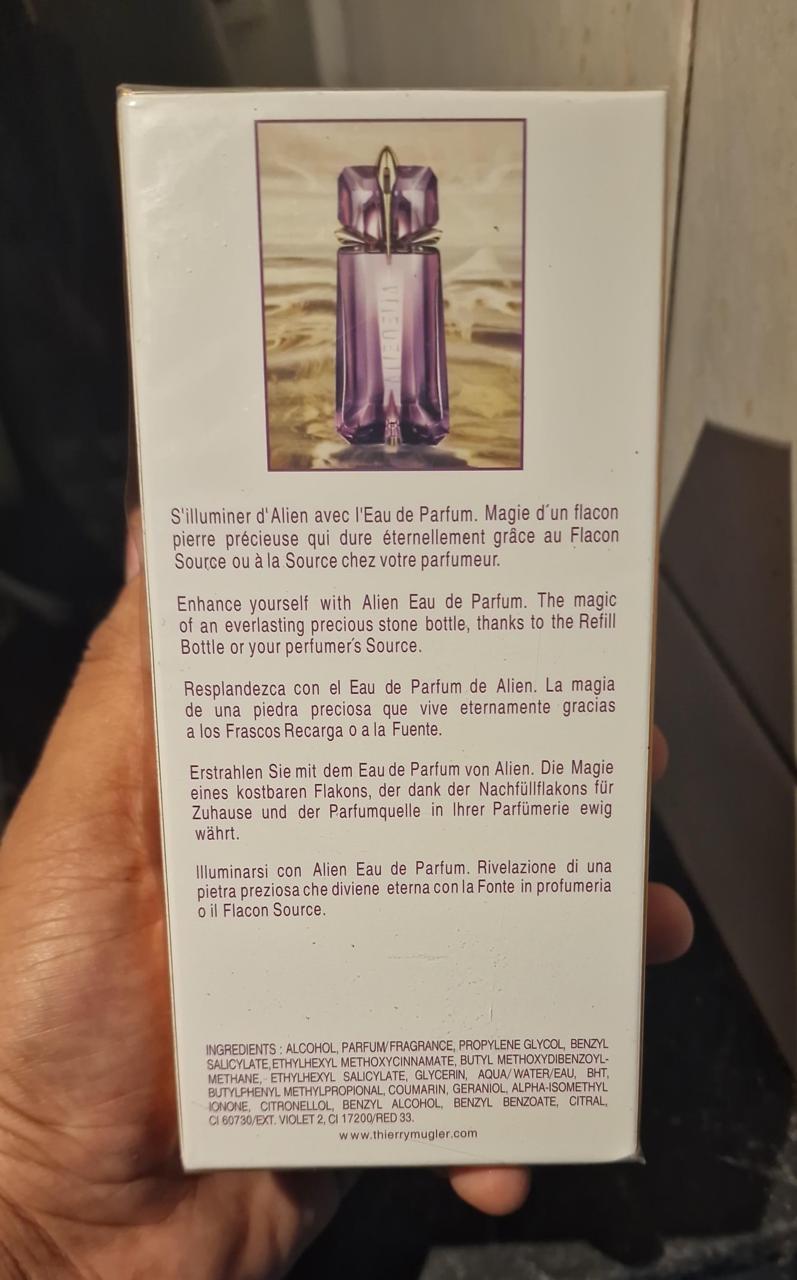 S'illuminer d'Alien avec l'Eau de Parfum. Magie d´un flacon
pierre précieuse qui dure éternellement grâce au Flacon
Source ou à la Source chez votre parfumeur.
Enhance yourself with Alien Eau de Parfum. The magic
of an everlasting precious stone bottle, thanks to the Refill
Bottle or your perfumer´s Source.
Resplandezca con el Eau de Parfum de Alien. La magia
de una piedra preciosa que vive eternamente gracias
a los Frascos Recarga o a la Fuente.
Erstrahlen Sie mit dem Eau de Parfum von Alien. Die Magie
eines kostbaren Flakons, der dank der Nachfüllflakons für
Zuhause und der Parfumquelle in Ihrer Parfümerie ewig
währt.
Illuminarsi con Alien Eau de Parfum. Rivelazione di una
pietra preziosa che diviene eterna con la Fonte in profumeria
o il Flacon Source.
INGREDIENTS : ALCOHOL, PARFUM/FRAGRANCE, PROPYLENE GLYCOL, BENZYL
SALICYLATE, ETHYLHEXYL METHOXYCINNAMATE, BUTYL METHOXYDIBENZOYL-
METHANE, ETHYLHEXYL SALICYLATE, GLYCERIN, AQUA/WATER/EAU, BHT,
BUTYLPHENYL METHYLPROPIONAL, COUMARIN, GERANIOL, ALPHA-ISOMETHYL
IONONE, CITRONELLOL, BENZYL ALCOHOL, BENZYL BENZOATE, CITRAL,
CI 60730/EXT. VIOLET 2, CI 17200/RED 33.
www.thierrymugler.com